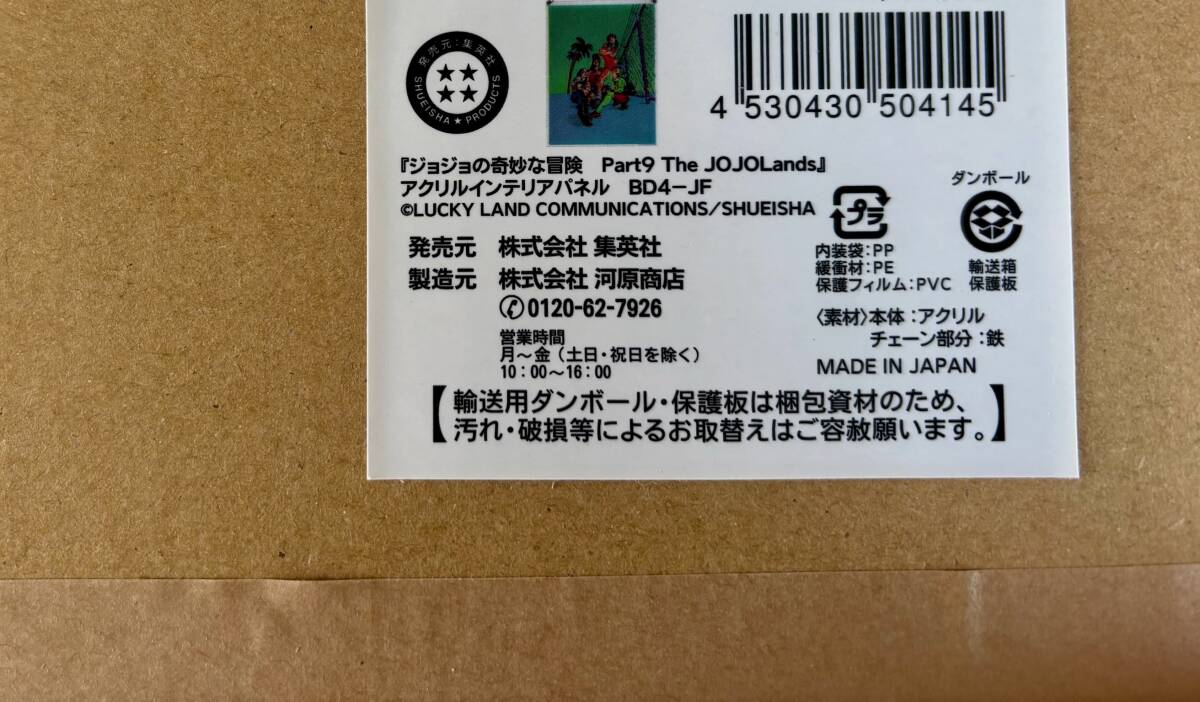 発売元:集英社
SHUEISHA★PRODUCTS
4 530430 504145
『ジョジョの奇妙な冒険 Part9 The JOJOLands』
アクリルインテリアパネル BD4-JF
©LUCKY LAND COMMUNICATIONS/SHUEISHA
発売元 株式会社 集英社
製造元 株式会社 河原商店
0120-62-7926
営業時間
月～金(土日・祝日を除く)
10:00～16:00
プラ
内装袋:PP
緩衝材:PE
保護フィルム:PVC
ダンボール
輸送箱
保護板
〈素材〉本体:アクリル
チェーン部分:鉄
MADE IN JAPAN
【輸送用ダンボール・保護板は梱包資材のため、
汚れ・破損等によるお取替えはご容赦願います。】